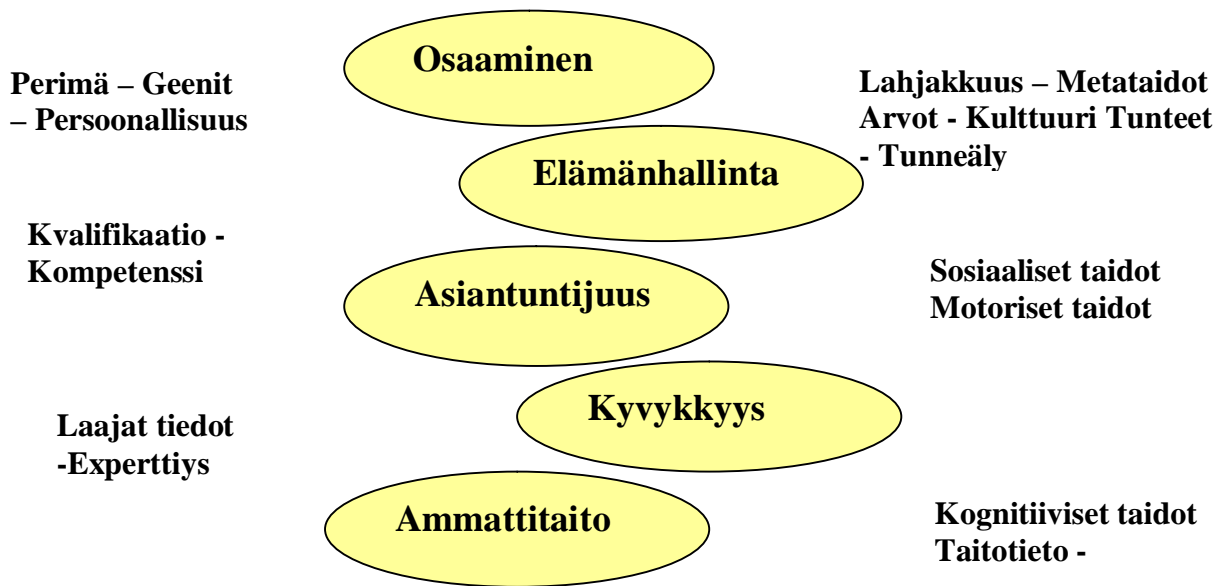 Osaaminen
Perimä – Geenit
– Persoonallisuus
Lahjakkuus – Metataidot
Arvot - Kulttuuri Tunteet
- Tunneäly
Elämänhallinta
Kvalifikaatio -
Kompetenssi
Asiantuntijuus
Sosiaaliset taidot
Motoriset taidot
Kyvykkyys
Laajat tiedot
-Experttiys
Ammattitaito
Kognitiiviset taidot
Taitotieto -